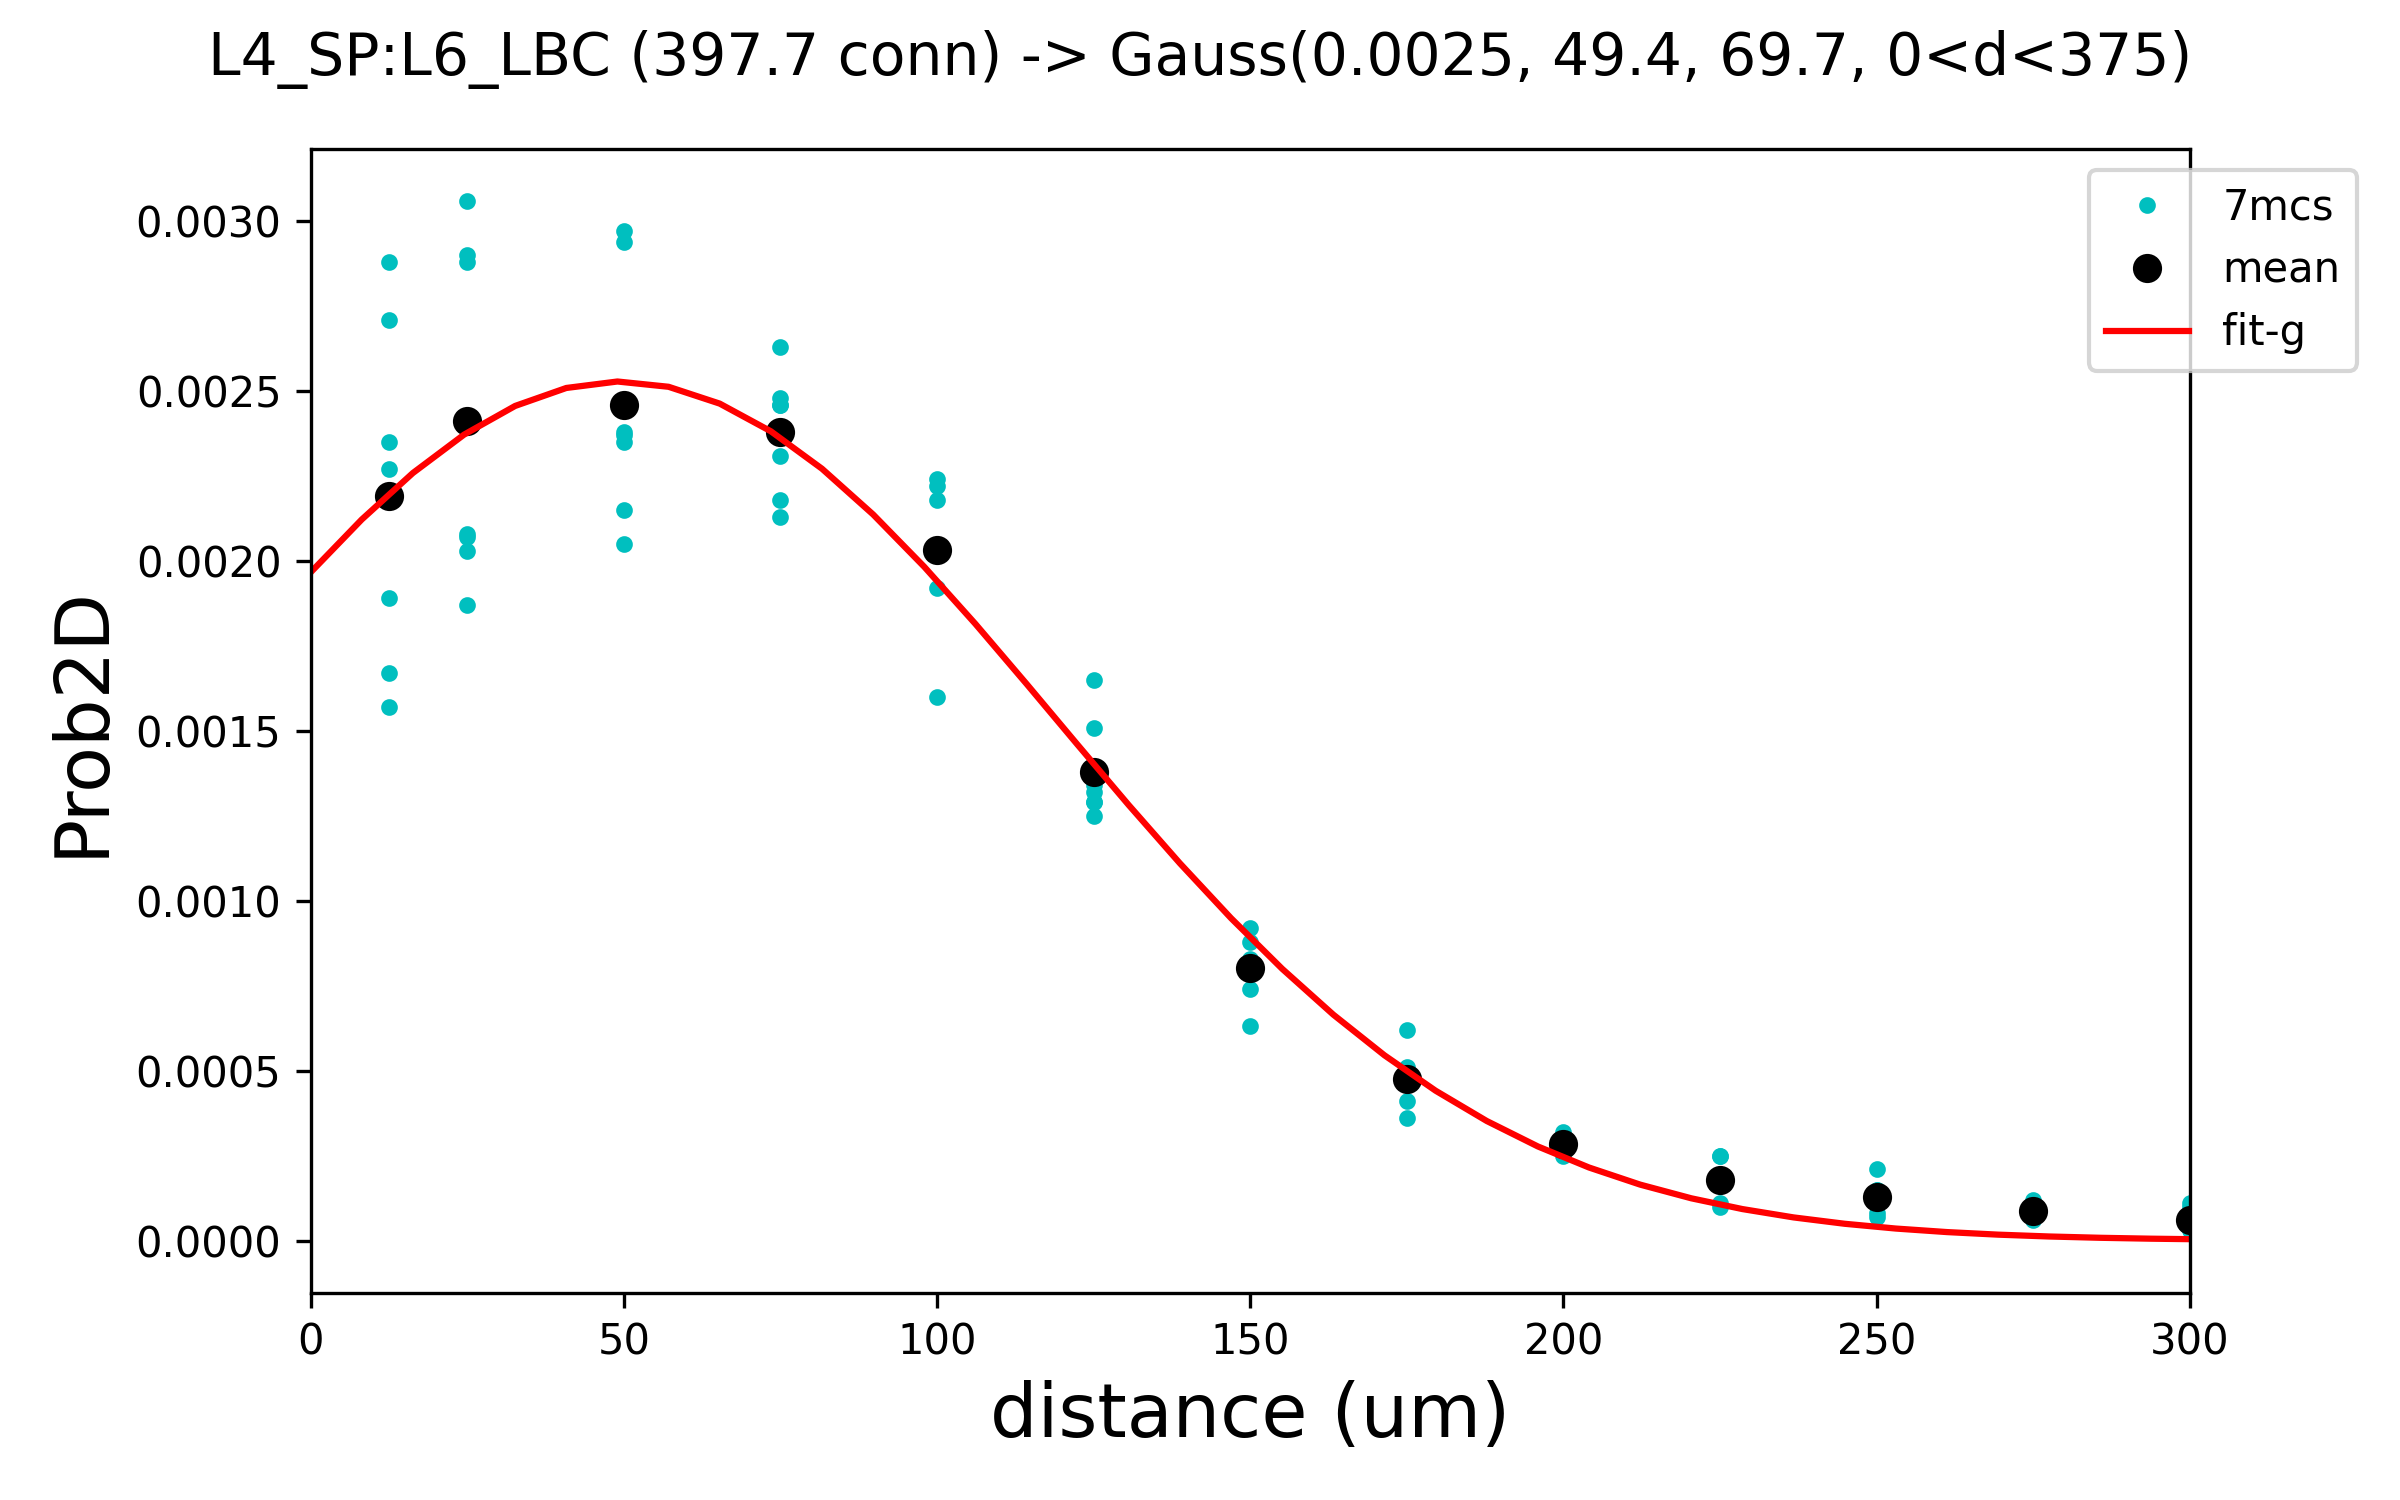 L4_SP:L6_LBC (397.7 conn) -> Gauss(0.0025, 49.4, 69.7, 0<d<375)
7mcs
mean
fit-g
Prob2D
0.0030
0.0025
0.0020
0.0015
0.0010
0.0005
0.0000
0 50 100 150 200 250 300
distance (um)